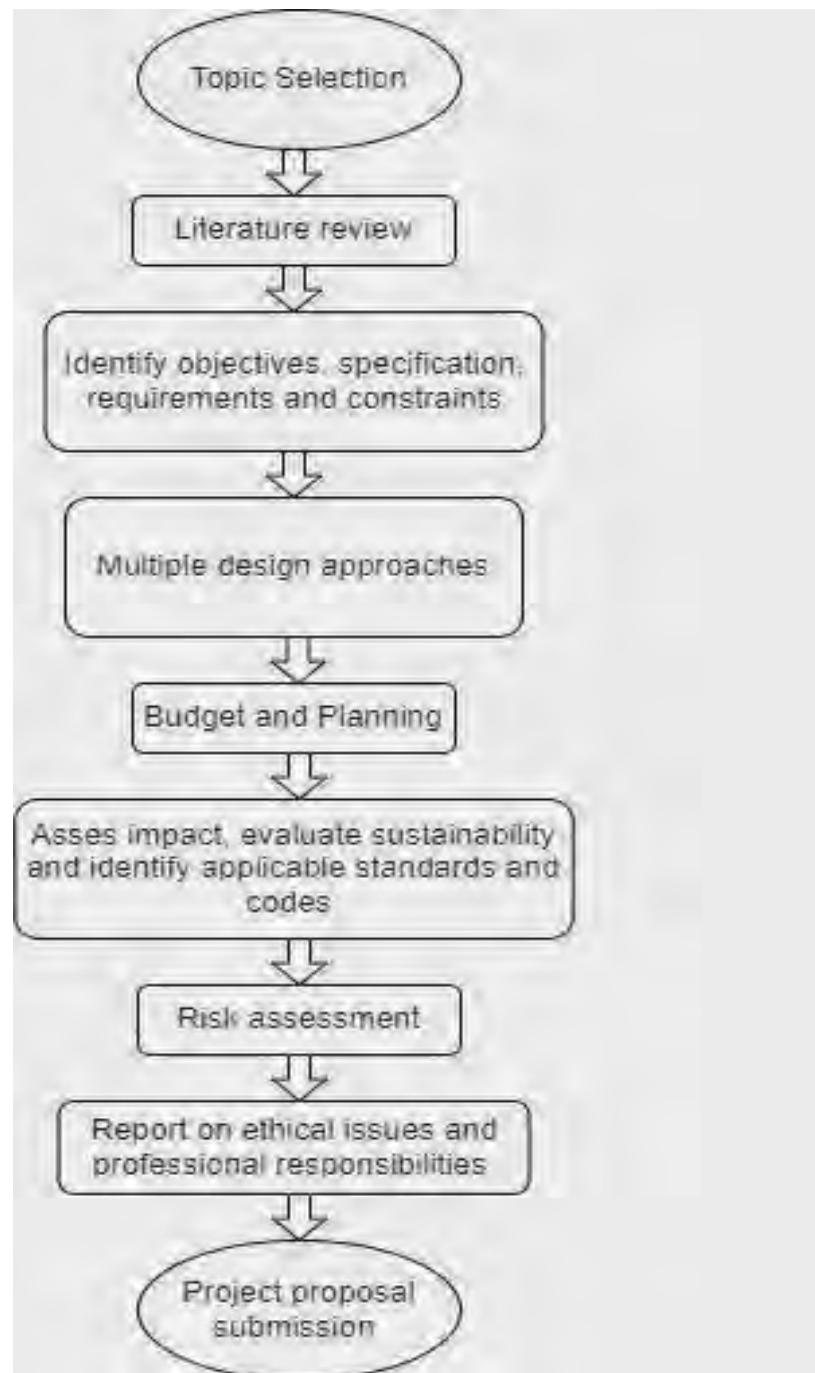 Topic Selection
Literature review
Identify objectives, specification,
requirements and constraints
Multiple design approaches
Budget and Planning
Asses impact, evaluate sustainability
and identify applicable standards and
codes
Risk assessment
Report on ethical issues and
professional responsibilities
Project proposal
submission